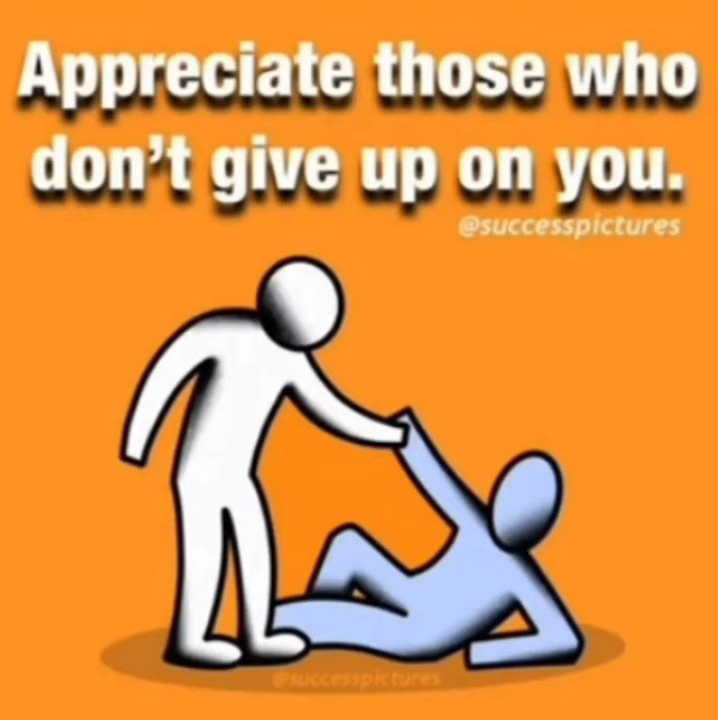 Appreciate those who
don't give up on you.
@successpictures
@successpictures